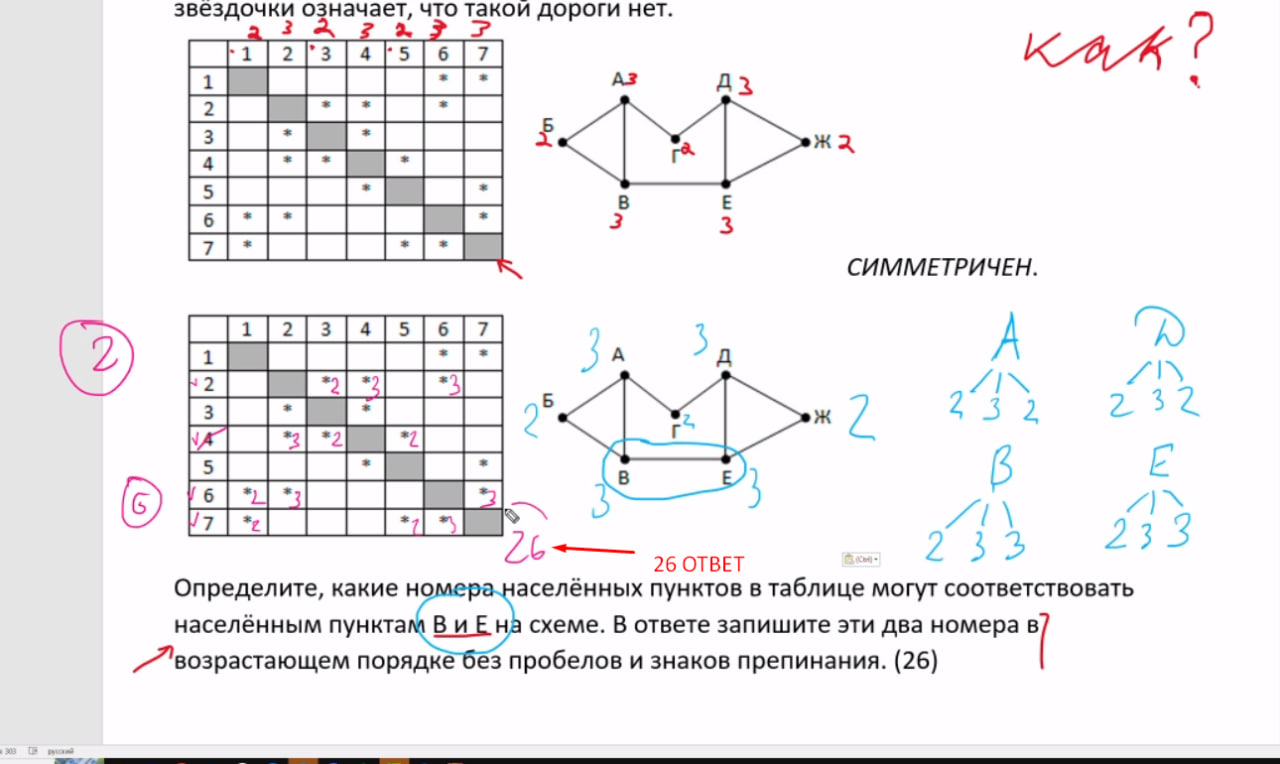 звёздочки означает, что такой дороги нет.
как?
2 3 2 3 2 3 3
1 2 3 4 5 6 7
1 * *
2 * * *
3 * *
4 * * *
5 * *
6 * * *
7 * * *
А3 Д 3
Б 2 Г 2 Ж 2
В Е
3 3
СИММЕТРИЧЕН.
2
1 2 3 4 5 6 7
1 * *
2 *2 *3 *3
3 * *
4 *3 *2 *2
5 * *
6 *2 *3 *3
7 *2 *2 *3
6
3 А 3 Д
2 Б Г 2 Ж 2
В Е
3 3
А Д
2 3 2 2 3 2
В Е
2 3 3 2 3 3
26
26 ОТВЕТ
(Ctrl)
Определите, какие номера населённых пунктов в таблице могут соответствовать
населённым пунктам В и Е на схеме. В ответе запишите эти два номера в
возрастающем порядке без пробелов и знаков препинания. (26)
303 русский